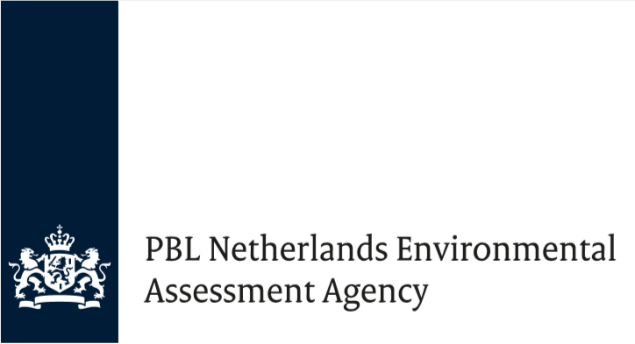 PBL Netherlands Environmental
Assessment Agency